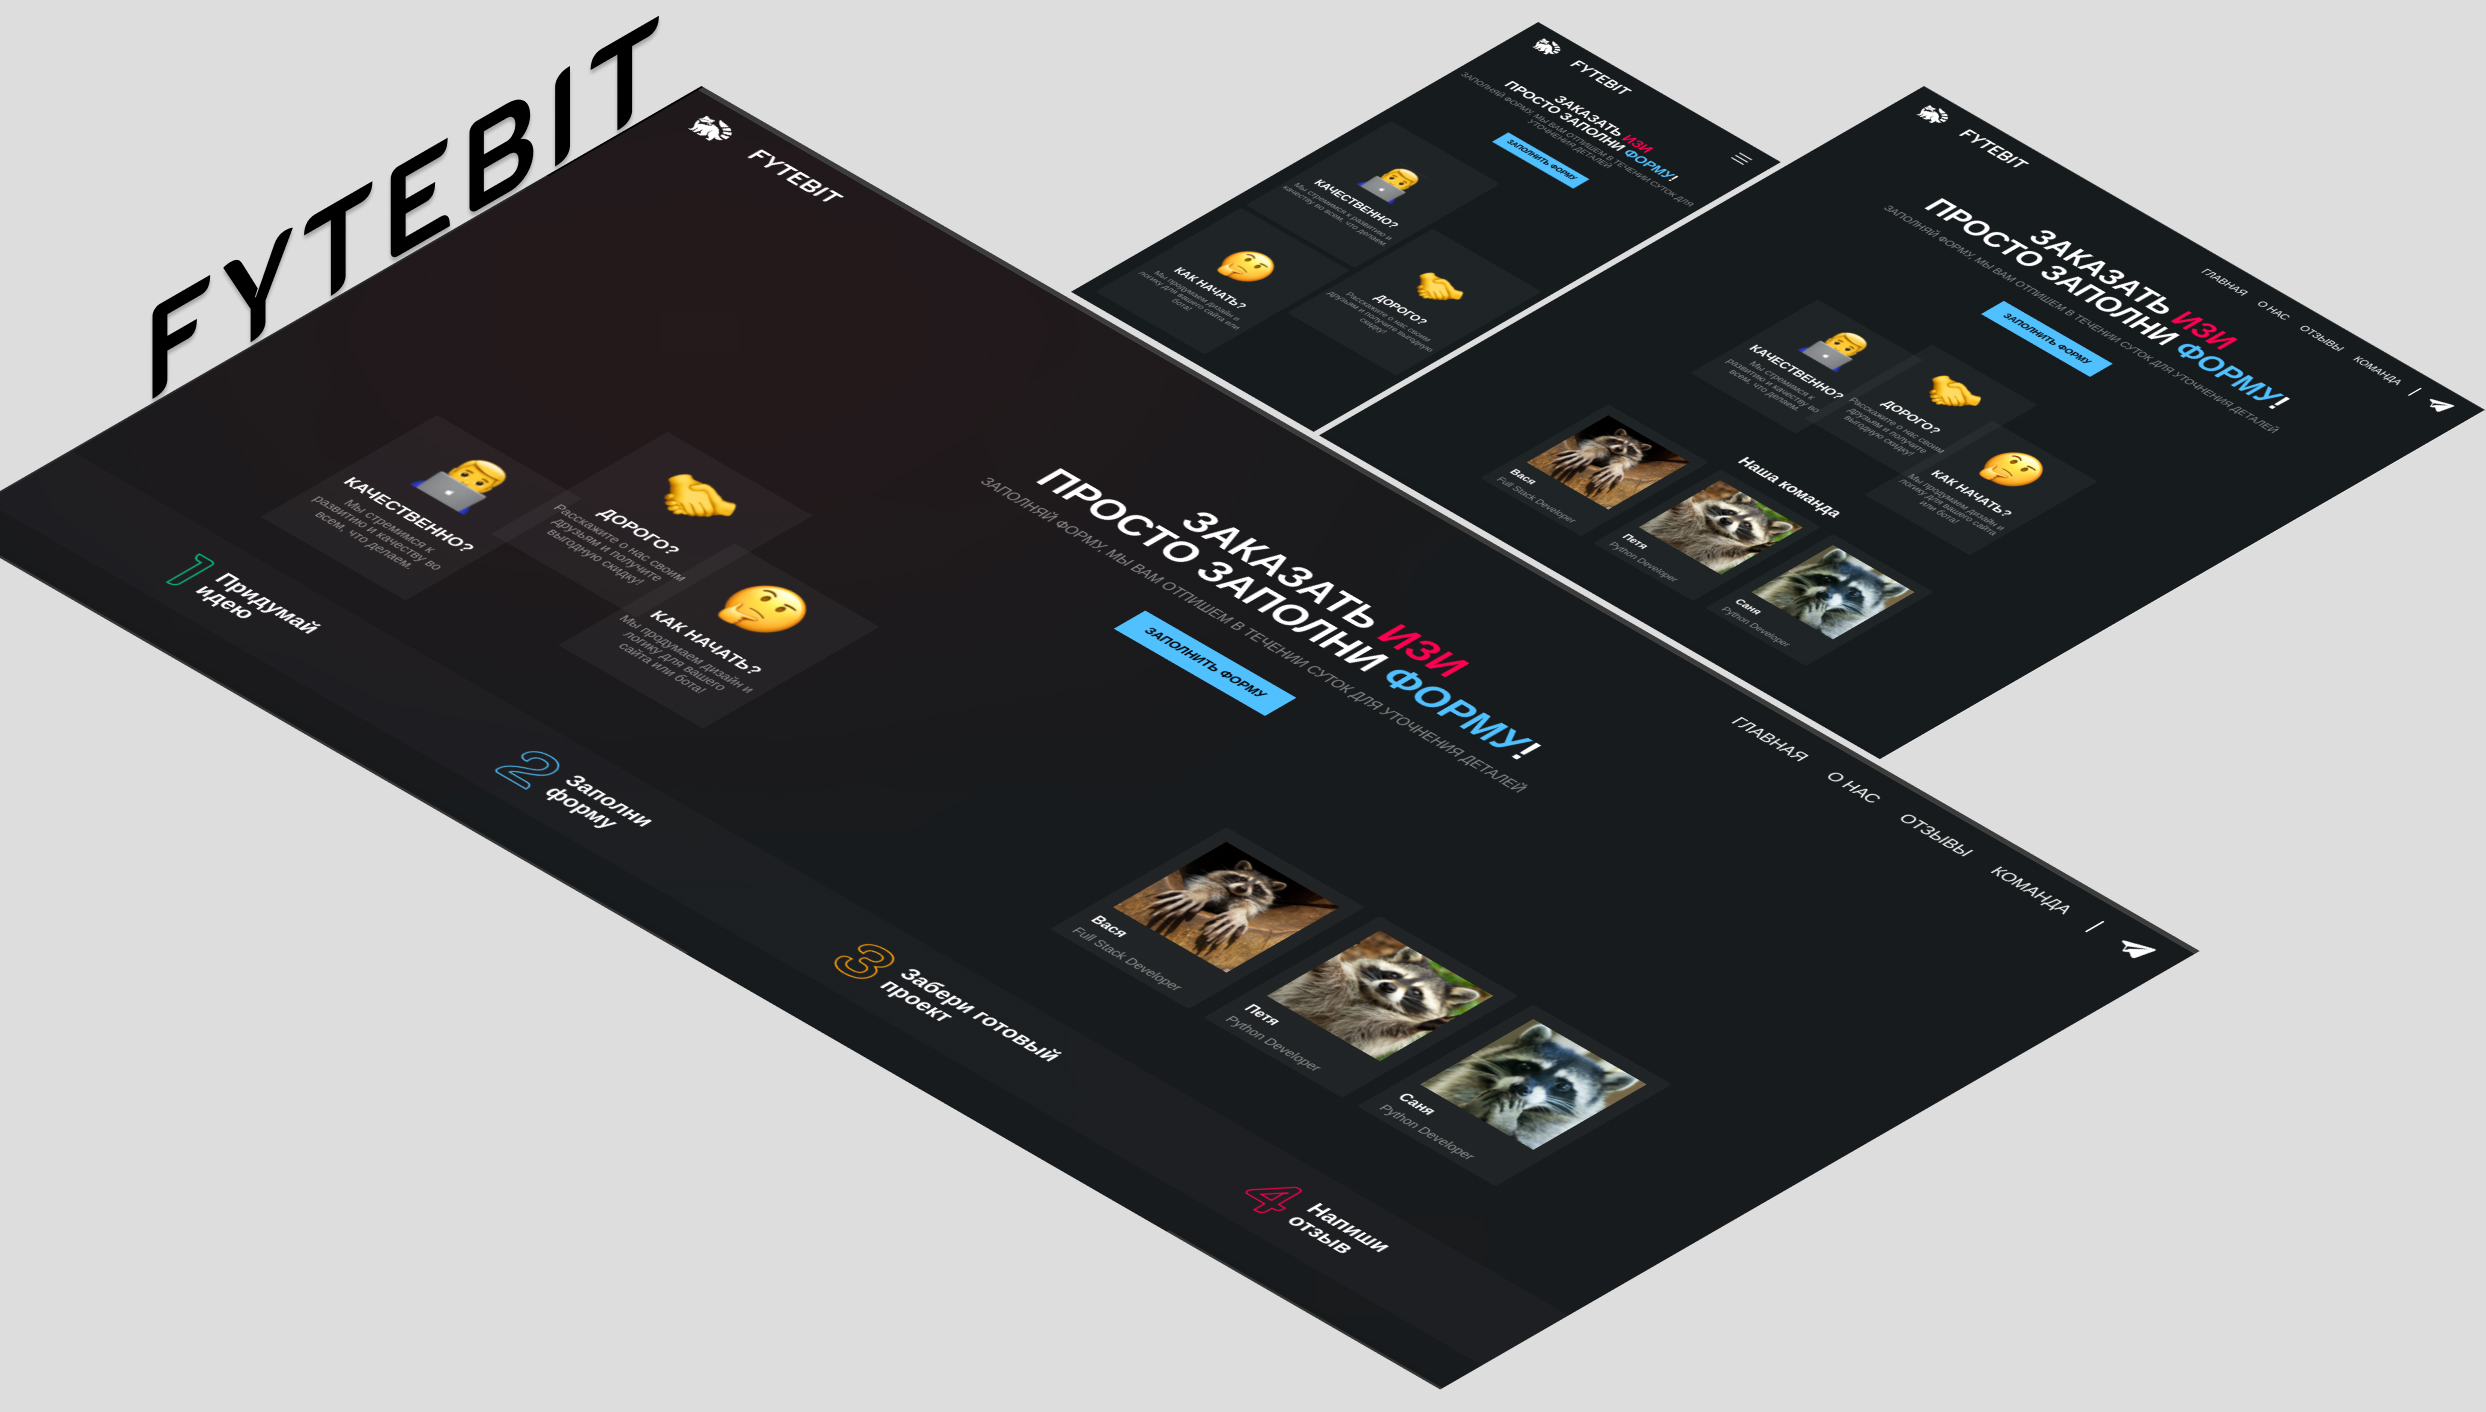 FYTEBIT
FYTEBIT
ГЛАВНАЯ
О НАС
ОТЗЫВЫ
КОМАНДА
|
ЗАКАЗАТЬ ИЗИ
ПРОСТО ЗАПОЛНИ ФОРМУ!
ЗАПОЛНЯЙ ФОРМУ, МЫ ВАМ ОТПИШЕМ В ТЕЧЕНИИ СУТОК ДЛЯ УТОЧНЕНИЯ ДЕТАЛЕЙ
ЗАПОЛНИТЬ ФОРМУ
КАЧЕСТВЕННО?
Мы стремимся к
развитию и качеству во
всем, что делаем.
ДОРОГО?
Расскажите о нас своим
друзьям и получите
выгодную скидку!
КАК НАЧАТЬ?
Мы продумаем дизайн и
логику для вашего
сайта или бота!
Вася
Full Stack Developer
Петя
Python Developer
Саня
Python Developer
1
Придумай
идею
2
Заполни
форму
3
Забери готовый
проект
4
Напиши
отзыв
FYTEBIT
ЗАКАЗАТЬ ИЗИ
ПРОСТО ЗАПОЛНИ ФОРМУ!
ЗАПОЛНЯЙ ФОРМУ, МЫ ВАМ ОТПИШЕМ В ТЕЧЕНИИ СУТОК ДЛЯ
УТОЧНЕНИЯ ДЕТАЛЕЙ
ЗАПОЛНИТЬ ФОРМУ
КАЧЕСТВЕННО?
Мы стремимся к развитию и
качеству во всем, что делаем.
ДОРОГО?
Расскажите о нас своим
друзьям и получите выгодную
скидку!
КАК НАЧАТЬ?
Мы продумаем дизайн и
логику для вашего сайта или
бота!
FYTEBIT
ГЛАВНАЯ
О НАС
ОТЗЫВЫ
КОМАНДА
|
ЗАКАЗАТЬ ИЗИ
ПРОСТО ЗАПОЛНИ ФОРМУ!
ЗАПОЛНЯЙ ФОРМУ, МЫ ВАМ ОТПИШЕМ В ТЕЧЕНИИ СУТОК ДЛЯ УТОЧНЕНИЯ ДЕТАЛЕЙ
ЗАПОЛНИТЬ ФОРМУ
КАЧЕСТВЕННО?
Мы стремимся к
развитию и качеству во
всем, что делаем.
ДОРОГО?
Расскажите о нас своим
друзьям и получите
выгодную скидку!
КАК НАЧАТЬ?
Мы продумаем дизайн и
логику для вашего сайта
или бота!
Наша команда
Вася
Full Stack Developer
Петя
Python Developer
Саня
Python Developer